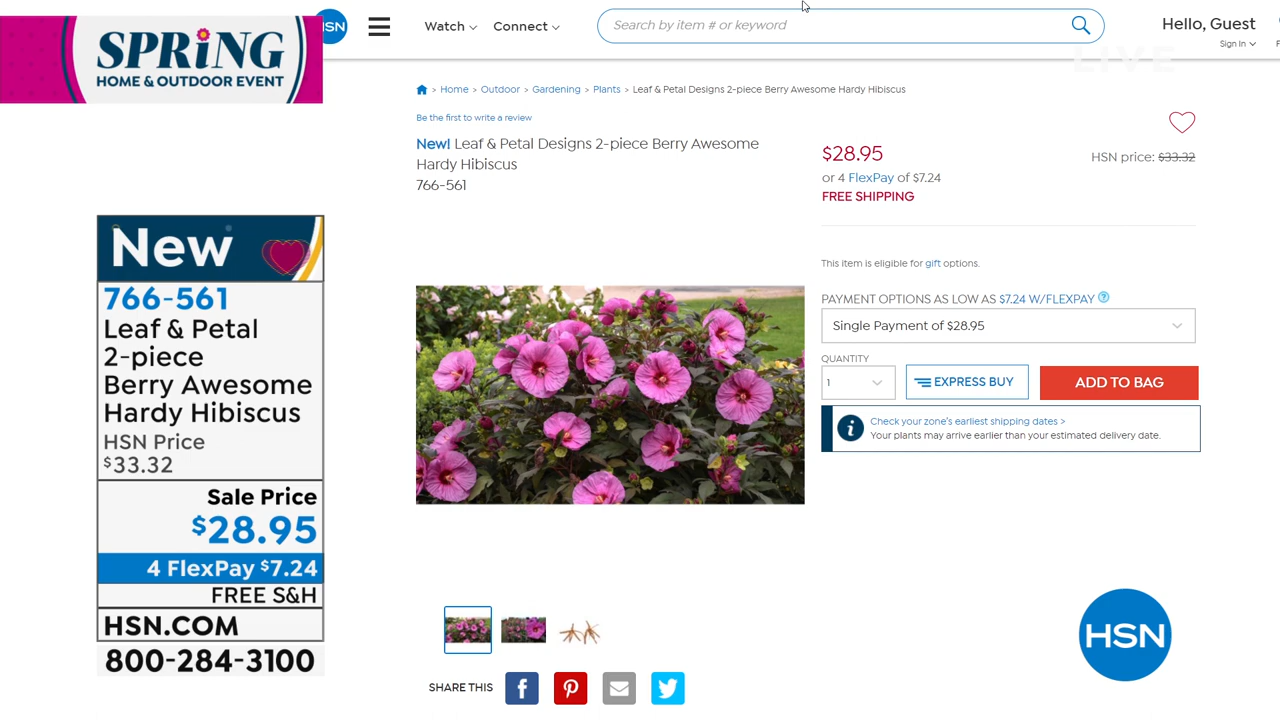 SPRING
HOME & OUTDOOR EVENT
HSN
Watch
Connect
Search by item # or keyword
Hello, Guest
Sign In
F
LIVE
Home > Outdoor > Gardening > Plants > Leaf & Petal Designs 2-piece Berry Awesome Hardy Hibiscus
Be the first to write a review
New! Leaf & Petal Designs 2-piece Berry Awesome
Hardy Hibiscus
766-561
$28.95
HSN price: $33.32
or 4 FlexPay of $7.24
FREE SHIPPING
This item is eligible for gift options.
PAYMENT OPTIONS AS LOW AS $7.24 W/FLEXPAY ?
Single Payment of $28.95
QUANTITY
1
EXPRESS BUY
ADD TO BAG
Check your zone's earliest shipping dates >
Your plants may arrive earlier than your estimated delivery date.
New
766-561
Leaf & Petal
2-piece
Berry Awesome
Hardy Hibiscus
HSN Price
$33.32
Sale Price
$28.95
4 FlexPay $7.24
FREE S&H
HSN.COM
800-284-3100
SHARE THIS
HSN